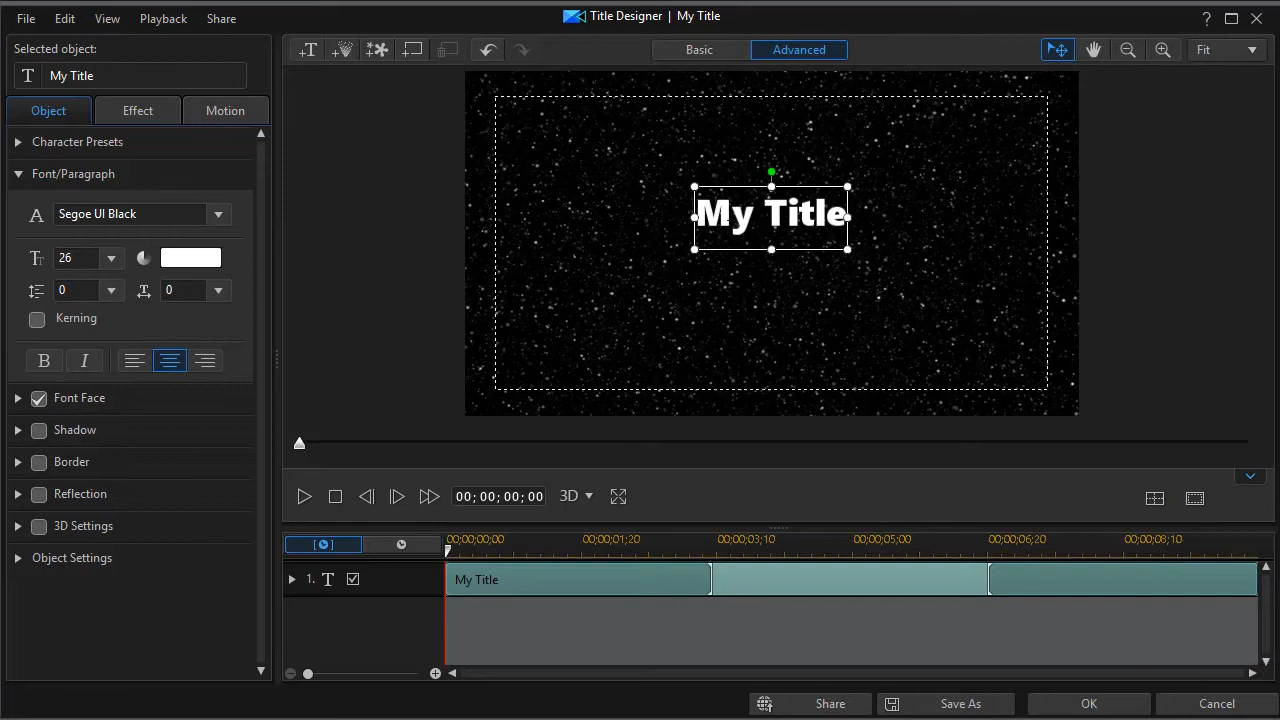 File Edit View Playback Share
Title Designer | My Title
?
Selected object:
T My Title
Basic Advanced
Fit
Object Effect Motion
Character Presets
Font/Paragraph
Segoe UI Black
26
0 0
Kerning
B I
Font Face
Shadow
Border
Reflection
3D Settings
Object Settings
My Title
00; 00; 00; 00 3D
00;00;00;00 00;00;01;20 00;00;03;10 00;00;05;00 00;00;06;20 00;00;08;10
1. T My Title
Share Save As OK Cancel